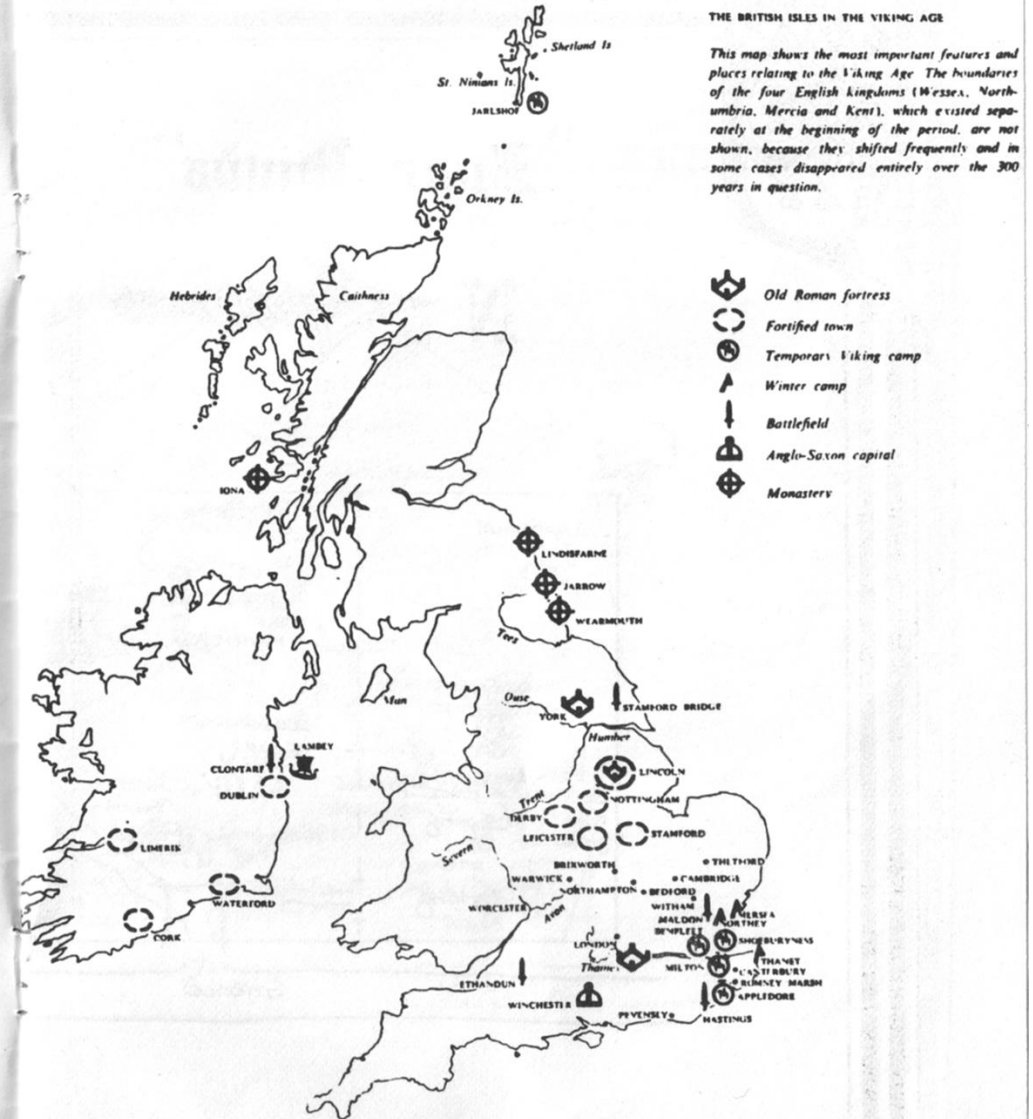 THE BRITISH ISLES IN THE VIKING AGE
This map shows the most important features and
places relating to the Viking Age. The boundaries
of the four English kingdoms (Wessex, North-
umbria, Mercia and Kent), which existed sepa-
rately at the beginning of the period, are not
shown, because they shifted frequently and in
some cases disappeared entirely over the 300
years in question.
Old Roman fortress
Fortified town
Temporary Viking camp
Winter camp
Battlefield
Anglo-Saxon capital
Monastery
Shetland Is
St. Ninians Is.
JARLSHOF
Orkney Is.
Hebrides
Caithness
IONA
LINDISFARNE
JARROW
WEARMOUTH
Tees
Man
Ouse
YORK
STAMFORD BRIDGE
Humber
LAMBEY
CLONTARF
DUBLIN
LINCOLN
Trent
NOTTINGHAM
DERBY
LEICESTER
STAMFORD
LIMERIK
Severn
BRIXWORTH
THETFORD
WARWICK
CAMBRIDGE
NORTHAMPTON
BEDFORD
WATERFORD
WORCESTER
Avon
WITHAM
MALDON
MERSEA
NORTHEY
BENFLEET
CORK
LONDON
SHOEBURYNESS
Thames
MILTON
THANET
CANTERBURY
ROMNEY MARSH
ETHANDUN
WINCHESTER
APPLEDORE
PEVENSEY
HASTINGS